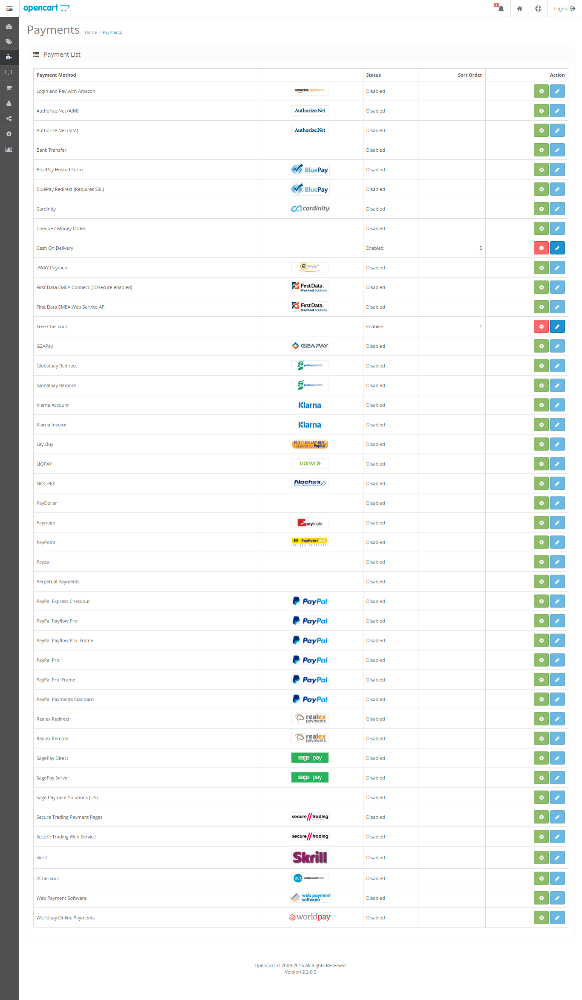 opencart
1
Logout
Payments Home / Payments
Payment List
Payment Method Status Sort Order Action
Login and Pay with Amazon amazonpayments Disabled
Authorize.Net (AIM) Authorize.Net Disabled
Authorize.Net (SIM) Authorize.Net Disabled
Bank Transfer Disabled
BluePay Hosted Form BluePay Disabled
BluePay Redirect (Requires SSL) BluePay Disabled
Cardinity cardinity Disabled
Cheque / Money Order Disabled
Cash On Delivery Enabled 5
eWAY Payment eway Disabled
First Data EMEA Connect (3DSecure enabled) First Data. Merchant Solutions Disabled
First Data EMEA Web Service API First Data. Merchant Solutions Disabled
Free Checkout Enabled 1
G2APay G2A PAY Disabled
Globalpay Redirect globalpayments Disabled
Globalpay Remote globalpayments Disabled
Klarna Account Klarna Disabled
Klarna Invoice Klarna Disabled
Lay-Buy PUT IT ON LAY-BUY powered by PayPal Disabled
LIQPAY LIQPAY Disabled
NOCHEX Nochex Online Payment Services Disabled
PayDollar Disabled
Paymate paymate Disabled
PayPoint PayPoint.net ONLINE PAYMENTS Disabled
Payza Disabled
Perpetual Payments Disabled
PayPal Express Checkout PayPal Disabled
PayPal Payflow Pro PayPal Disabled
PayPal Payflow Pro iFrame PayPal Disabled
PayPal Pro PayPal Disabled
PayPal Pro iFrame PayPal Disabled
PayPal Payments Standard PayPal Disabled
Realex Redirect realex payments Disabled
Realex Remote realex payments Disabled
SagePay Direct sage pay Disabled
SagePay Server sage pay Disabled
Sage Payment Solutions (US) Disabled
Secure Trading Payment Pages secure//trading Disabled
Secure Trading Web Service secure//trading Disabled
Skrill Skrill Disabled
2Checkout 2CO 2CHECKOUT.COM Disabled
Web Payment Software web payment software Disabled
Worldpay Online Payments worldpay Disabled
OpenCart © 2009-2016 All Rights Reserved.
Version 2.2.0.0